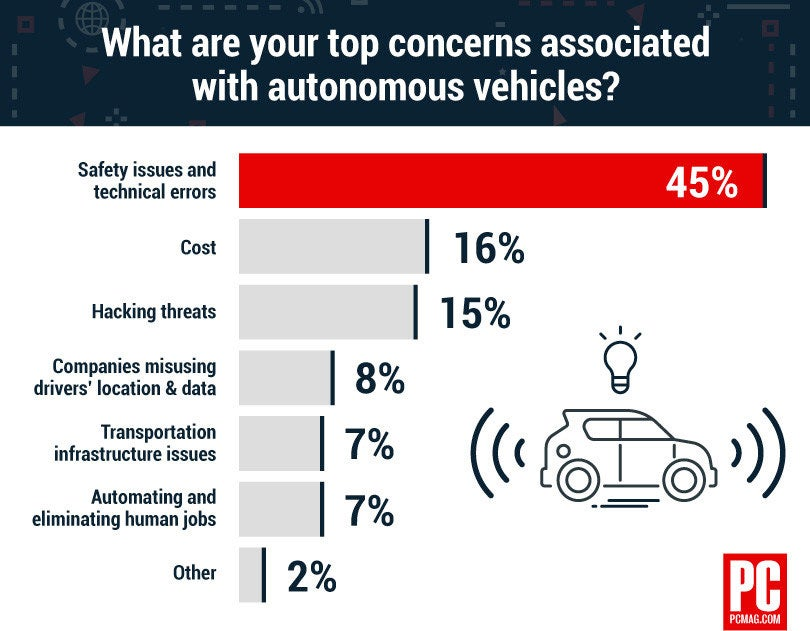 What are your top concerns associated
with autonomous vehicles?
Safety issues and
technical errors
45%
Cost
16%
Hacking threats
15%
Companies misusing
drivers' location & data
8%
Transportation
infrastructure issues
7%
Automating and
eliminating human jobs
7%
Other
2%
PC
PCMAG.COM